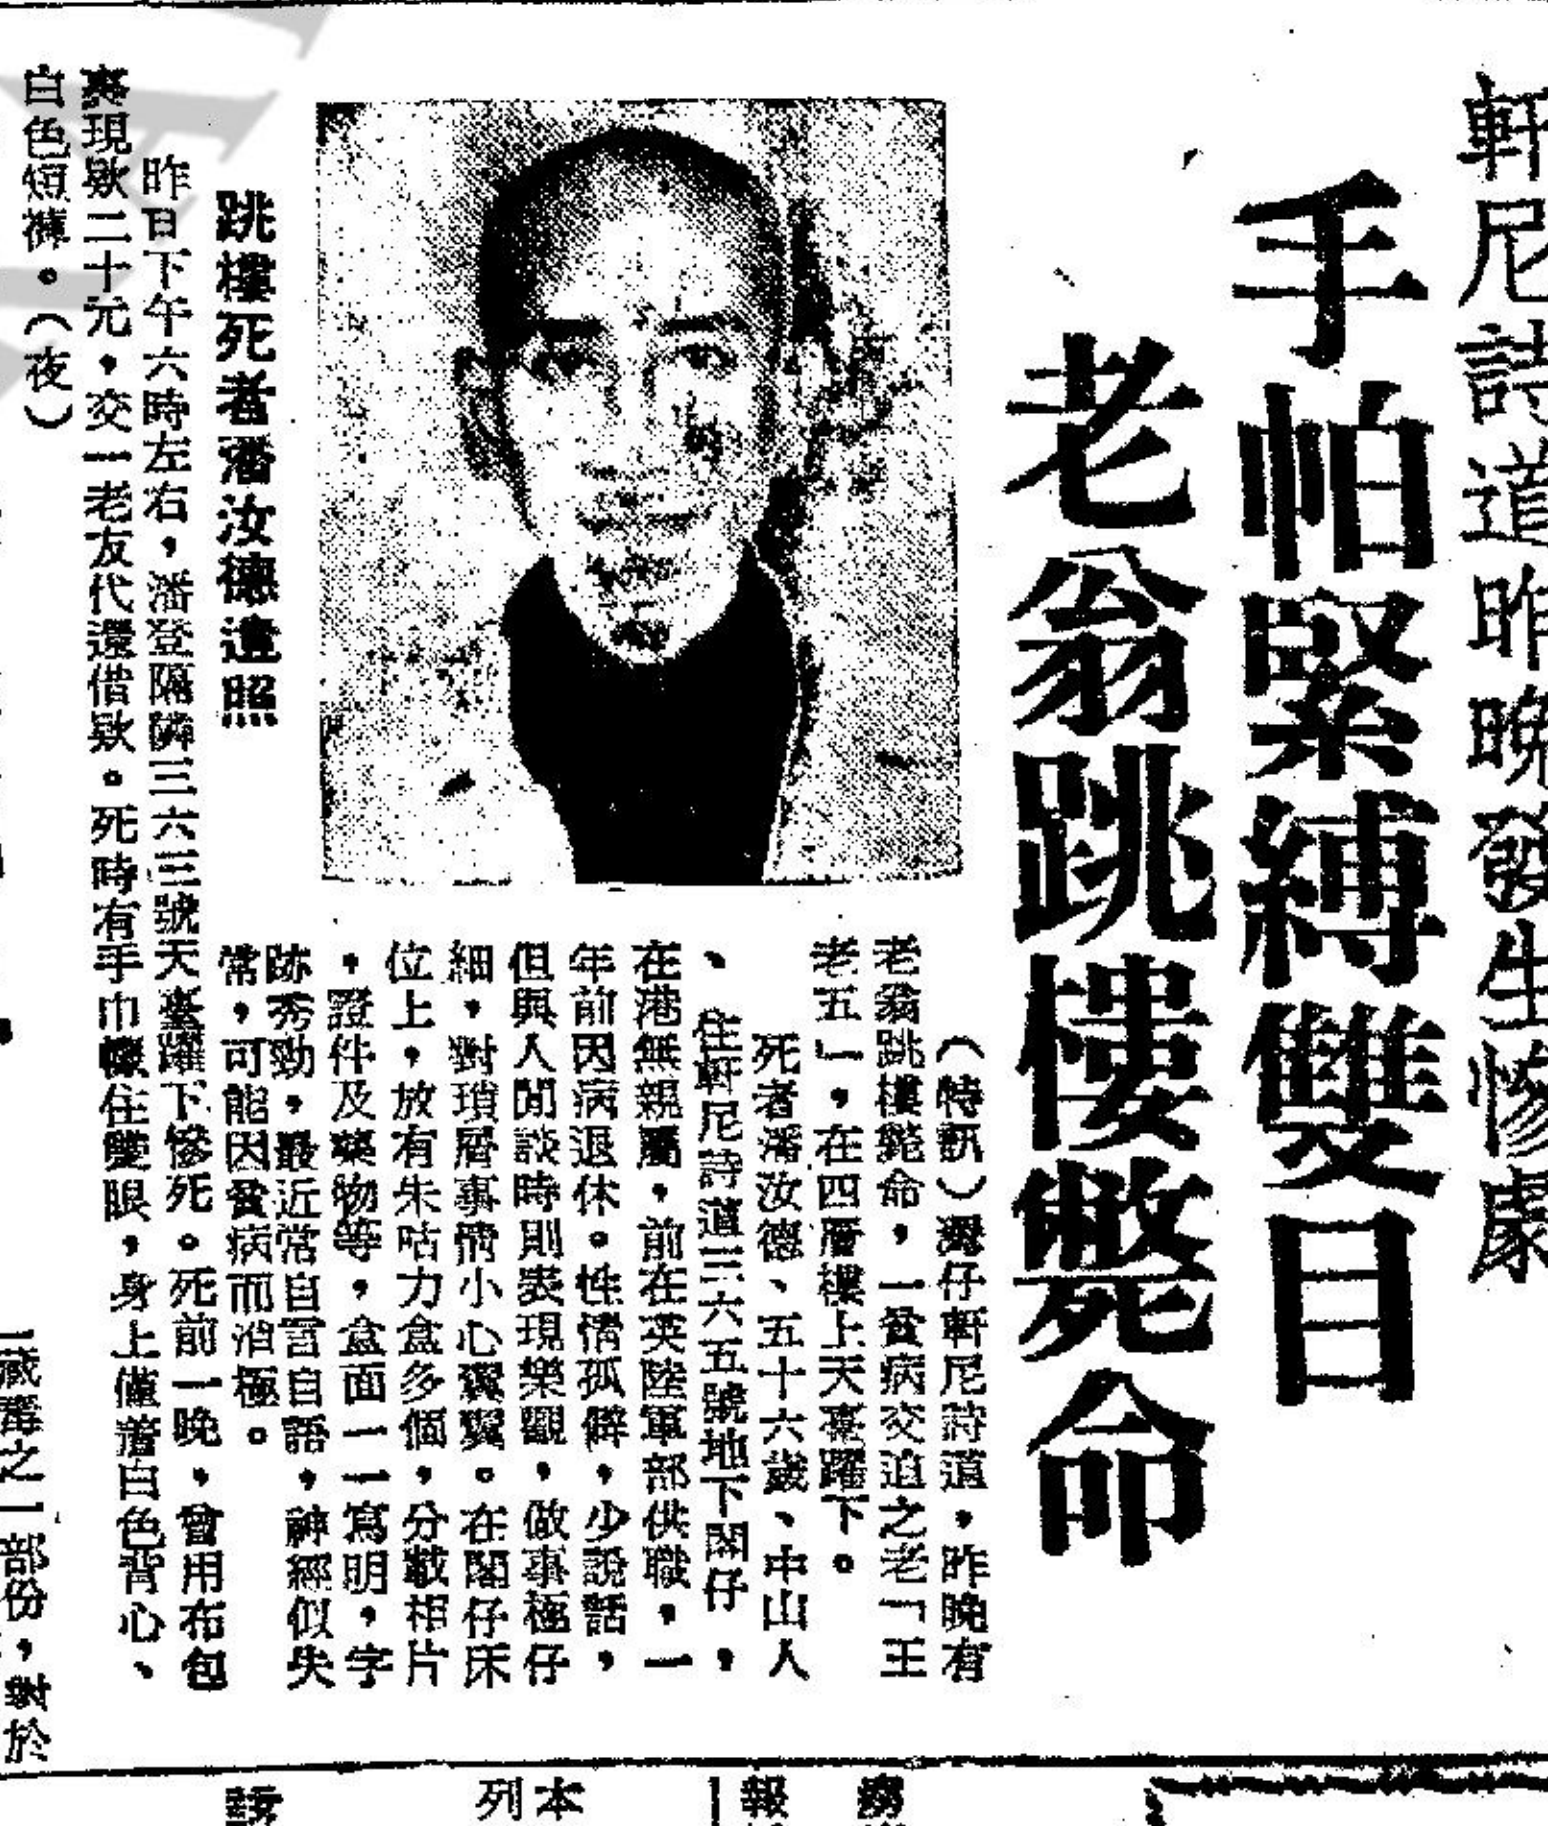 軒尼詩道昨晚發生慘劇
手帕緊縛雙目
老翁跳樓斃命
（特訊）灣仔軒尼詩道，昨晚有
老翁跳樓斃命，一貧病交迫之老「王
老五」，在四層樓上天臺躍下。
死者潘汝德、五十六歲、中山人
、住軒尼詩道三六五號地下閣仔，
在港無親屬，前在英陸軍部供職，一
年前因病退休。性情孤僻，少說話，
但與人閒談時則表現樂觀，做事極仔
細，對瑣屑事情小心翼翼。在閣仔床
位上，放有朱咕力盒多個，分載相片
，證件及藥物等，盒面一一寫明，字
跡秀勁，最近常自言自語，神經似失
常，可能因貧病而消極。
跳樓死者潘汝德遺照
昨日下午六時左右，潘登隔隣三六三號天臺躍下慘死。死前一晚，曾用布包
裹現欵二十元，交一老友代還借欵。死時有手巾縛住雙眼，身上僅着白色背心、
白色短褲。（夜）
之一部份，對於
本
列
報